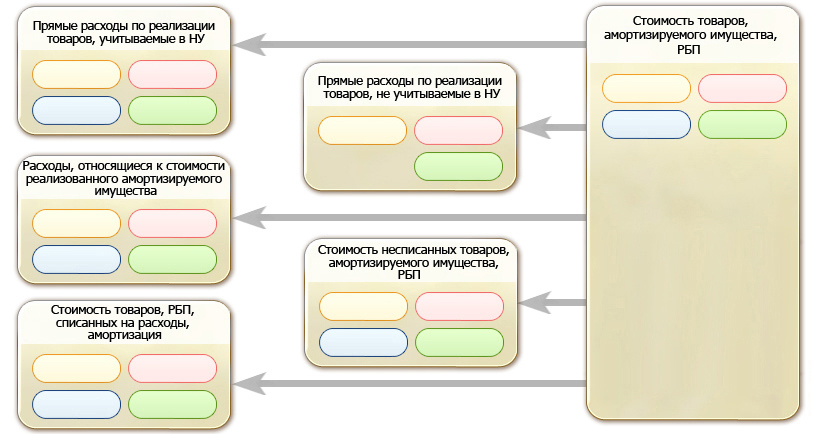 Прямые расходы по реализации
товаров, учитываемые в НУ
Стоимость товаров,
амортизируемого имущества,
РБП
Прямые расходы по реализации
товаров, не учитываемые в НУ
Расходы, относящиеся к стоимости
реализованного амортизируемого
имущества
Стоимость несписанных товаров,
амортизируемого имущества,
РБП
Стоимость товаров, РБП,
списанных на расходы,
амортизация